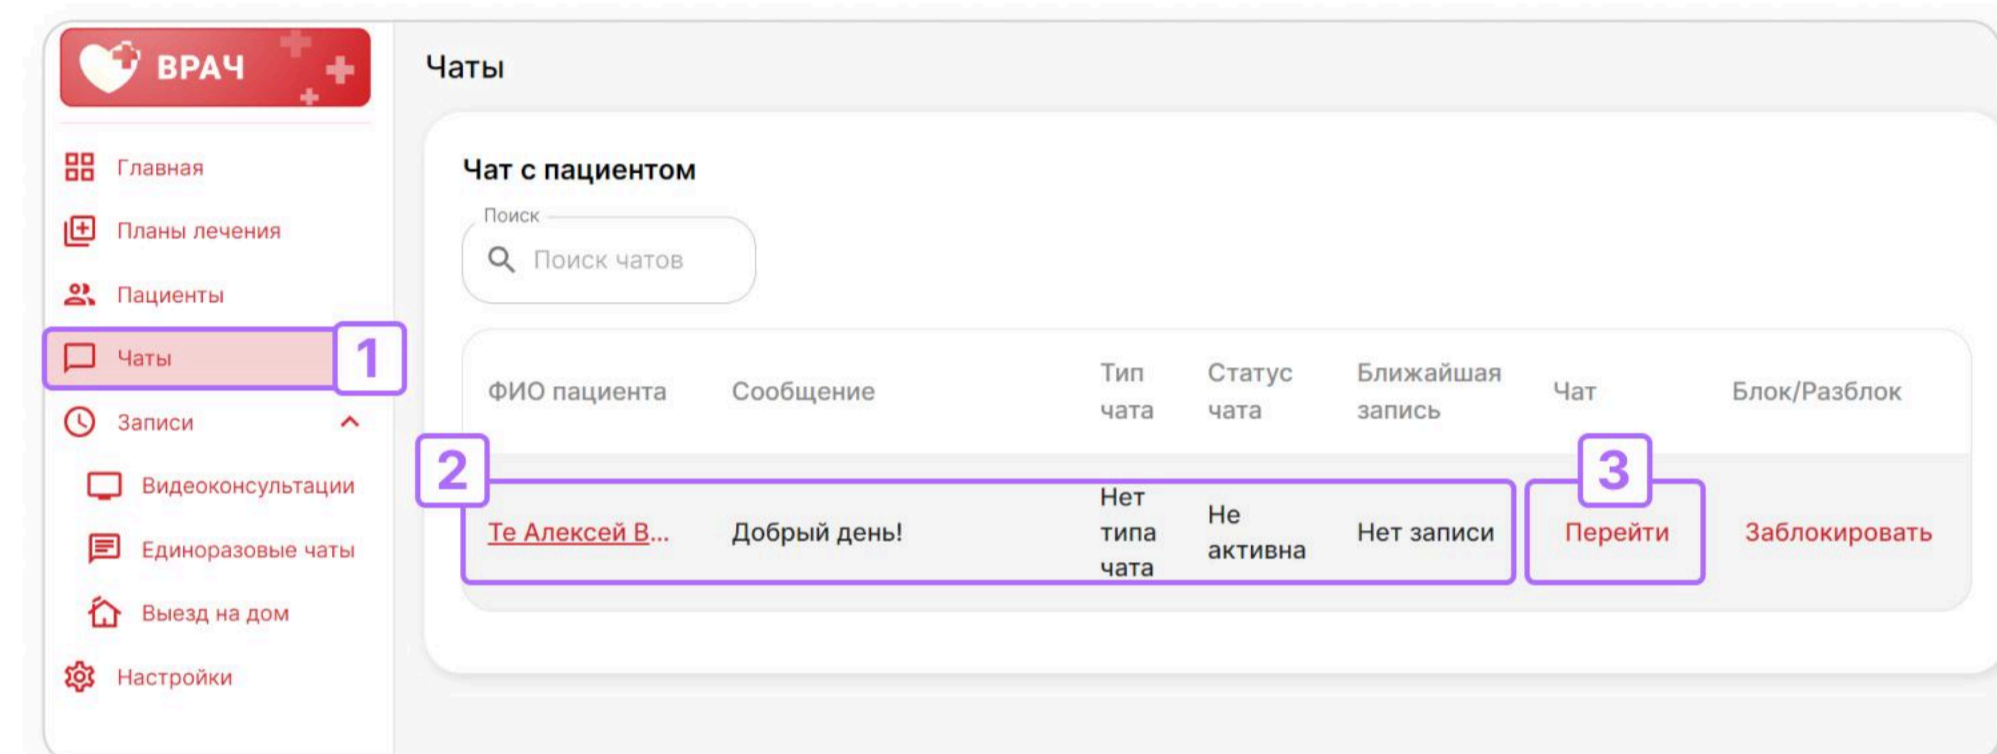 ВРАЧ
Главная
Планы лечения
Пациенты
Чаты
1
Записи
Видеоконсультации
Единоразовые чаты
Выезд на дом
Настройки
Чаты
Чат с пациентом
Поиск
Поиск чатов
ФИО пациента
Сообщение
Тип
чата
Статус
чата
Ближайшая
запись
Чат
Блок/Разблок
2
Те Алексей В...
Добрый день!
Нет
типа
чата
Не
активна
Нет записи
3
Перейти
Заблокировать